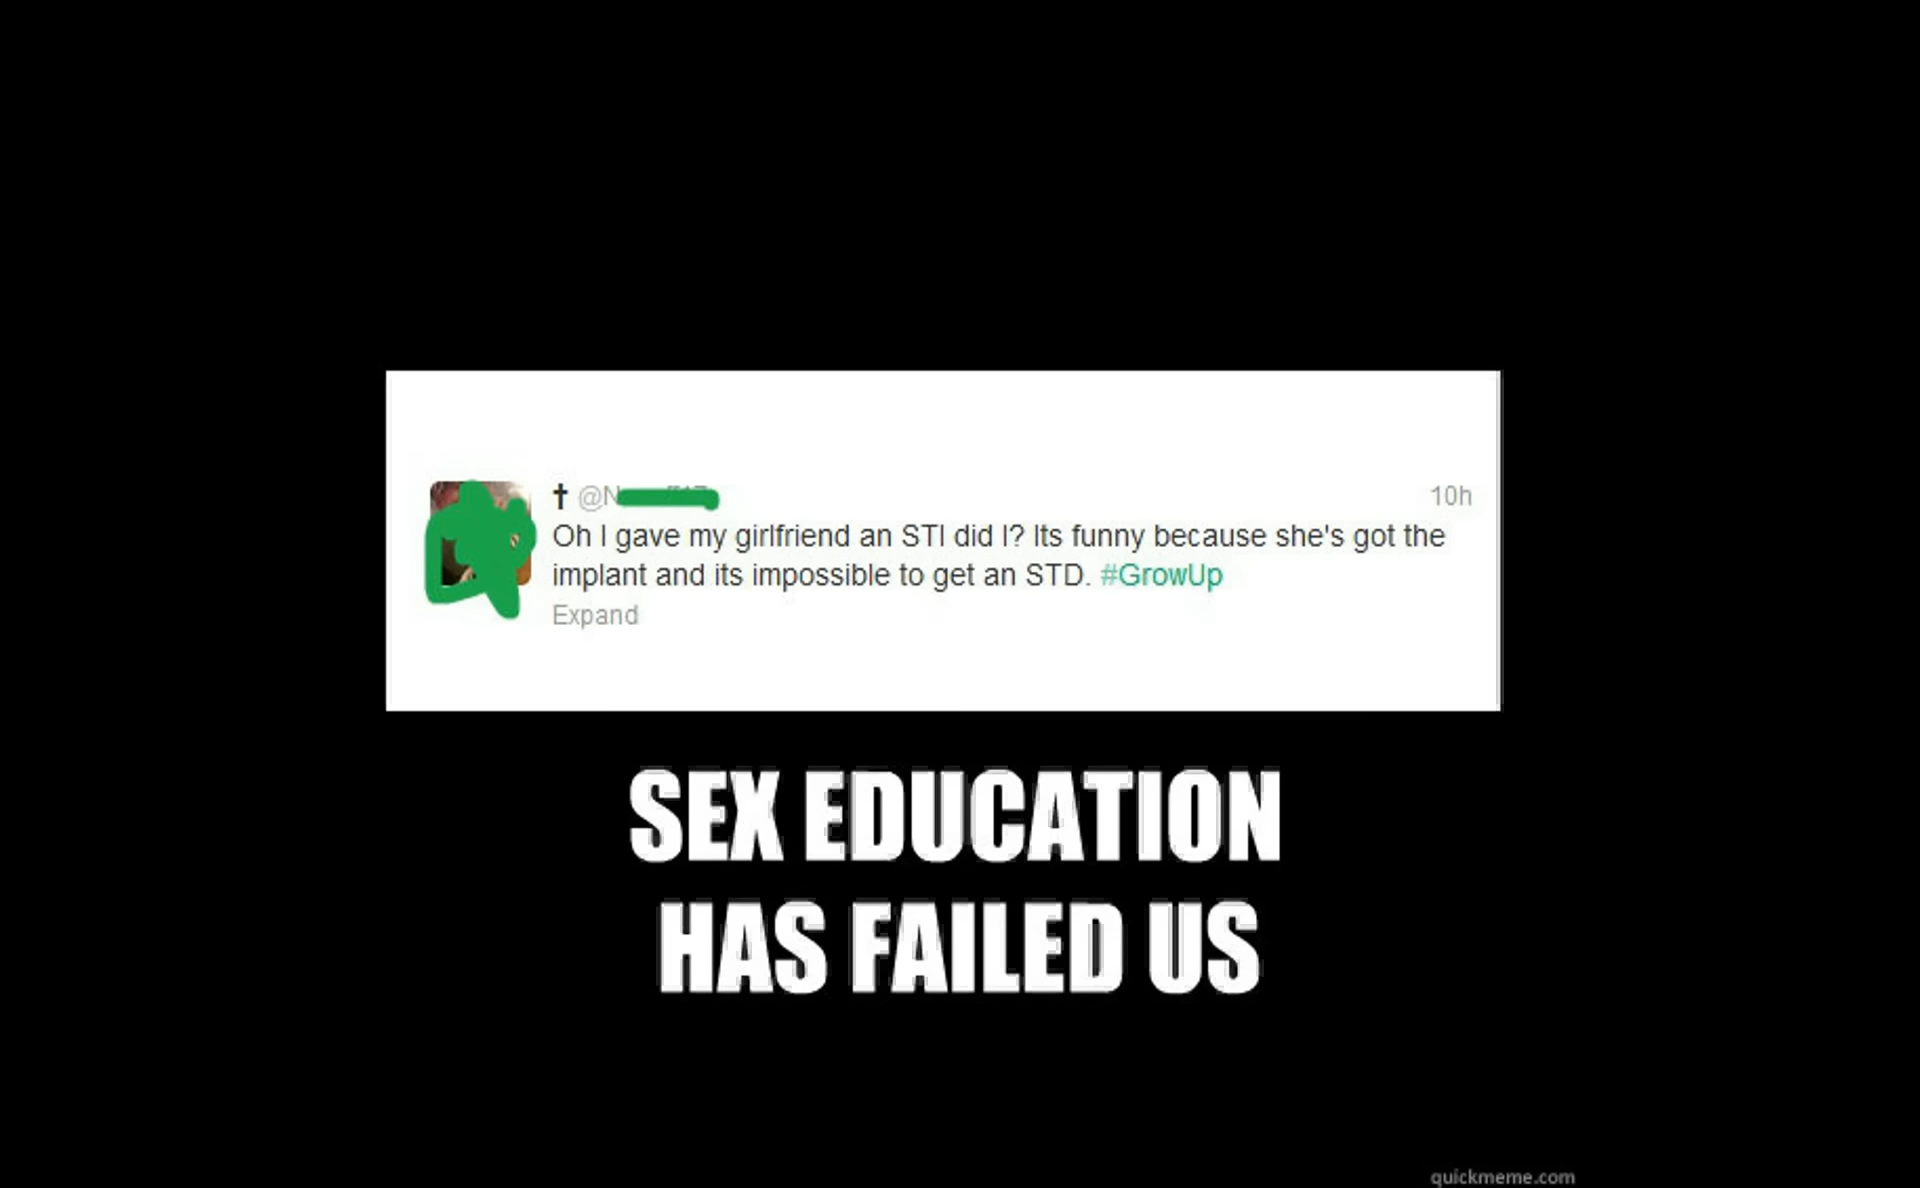 † @N
10h
Oh I gave my girlfriend an STI did I? Its funny because she's got the
implant and its impossible to get an STD. #GrowUp
Expand
SEX EDUCATION
HAS FAILED US
quickmeme.com